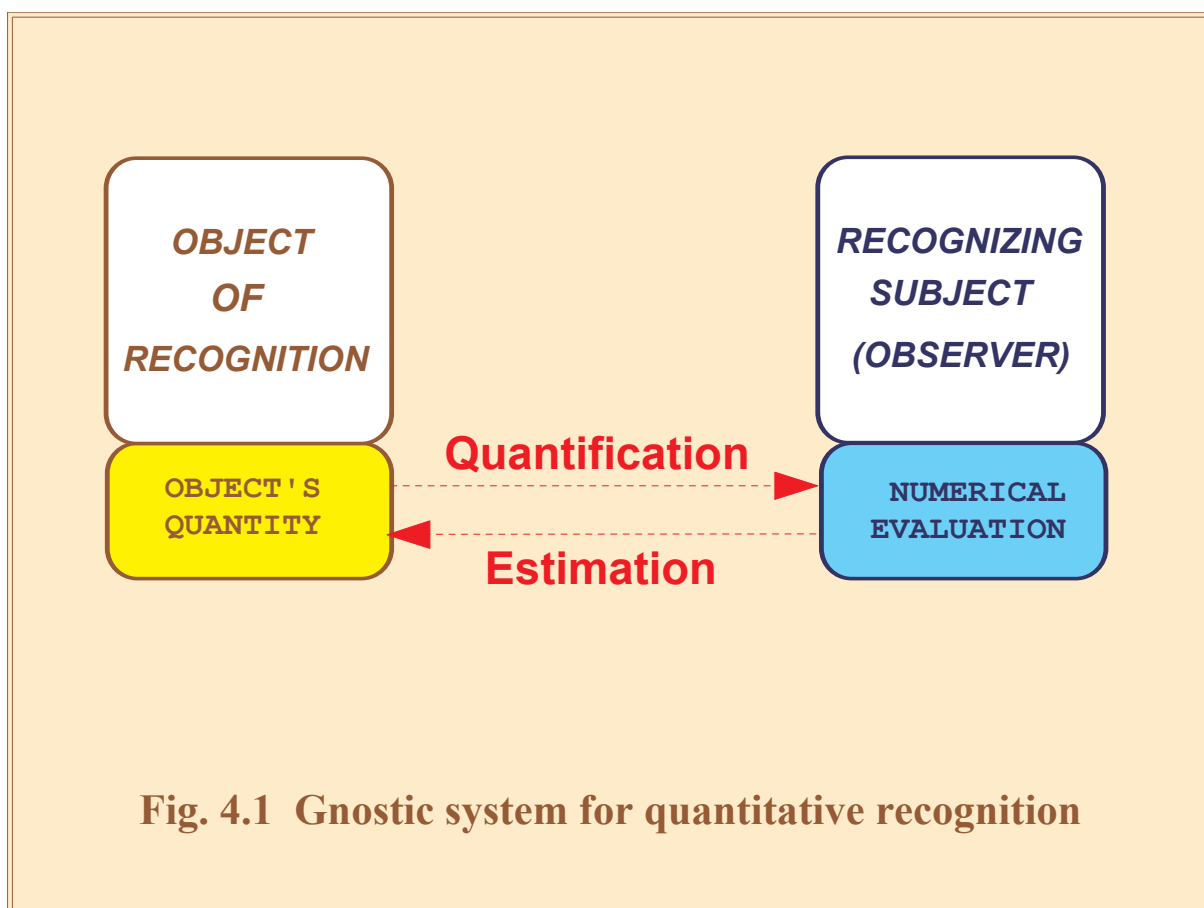 OBJECT
OF
RECOGNITION
RECOGNIZING
SUBJECT
(OBSERVER)
OBJECT'S
QUANTITY
Quantification
Estimation
NUMERICAL
EVALUATION
Fig. 4.1 Gnostic system for quantitative recognition